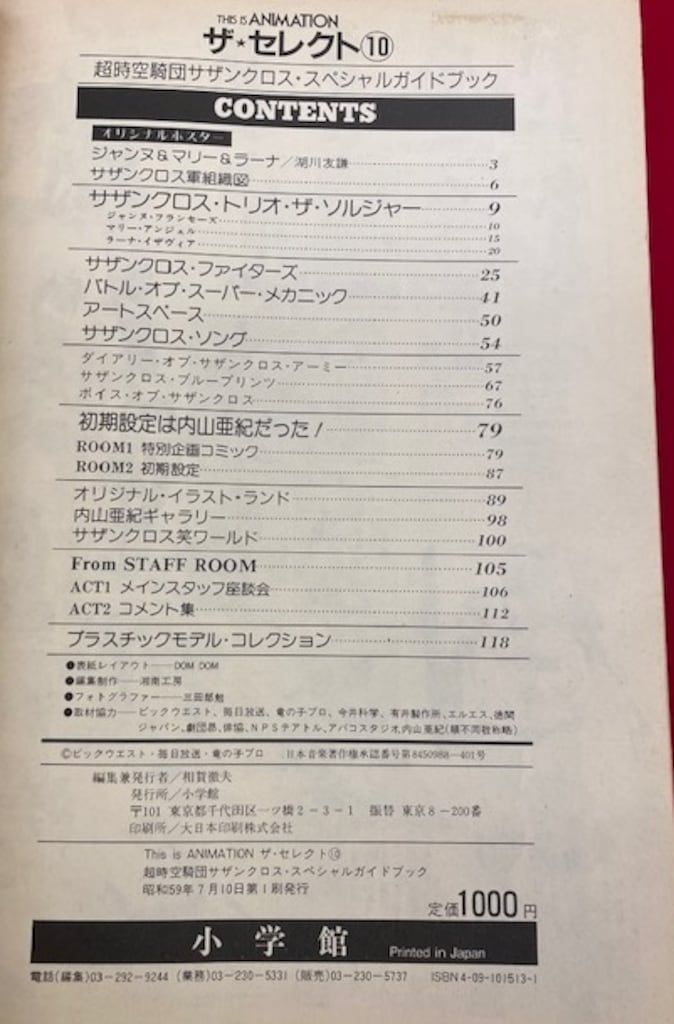 THIS IS ANIMATION
ザ★セレクト⑩
超時空騎団サザンクロス・スペシャルガイドブック
CONTENTS
オリジナルポスター
ジャンヌ&マリー&ラーナ/湖川友謙 3
サザンクロス軍組織図 6
サザンクロス・トリオ・ザ・ソルジャー 9
ジャンヌ・フランセーズ 10
マリー・アンジェル 15
ラーナ・イザヴィア 20
サザンクロス・ファイターズ 25
バトル・オブ・スーパー・メカニック 41
アートスペース 50
サザンクロス・ソング 54
ダイアリー・オブ・サザンクロス・アーミー 57
サザンクロス・ブループリンツ 67
ボイス・オブ・サザンクロス 76
初期設定は内山亜紀だった! 79
ROOM1 特別企画コミック 79
ROOM2 初期設定 87
オリジナル・イラスト・ランド 89
内山亜紀ギャラリー 98
サザンクロス笑ワールド 100
From STAFF ROOM 105
ACT1 メインスタッフ座談会 106
ACT2 コメント集 112
プラスチックモデル・コレクション 118
●表紙レイアウト──DOM DOM
●編集制作──湘南工房
●フォトグラファー──三田部勉
●取材協力──ビックウエスト、毎日放送、竜の子プロ、今井科学、有井製作所、エルエス、徳間
ジャパン、劇団昴、俳協、NPSテアトル、アバコスタジオ、内山亜紀(順不同敬称略)
©ビックウエスト・毎日放送・竜の子プロ 日本音楽著作権承認番号第8450988-401号
編集兼発行者/相賀徹夫
発行所/小学館
〒101 東京都千代田区一ツ橋2-3-1 振替 東京8-200番
印刷所/大日本印刷株式会社
This is ANIMATION ザ・セレクト⑩
超時空騎団サザンクロス・スペシャルガイドブック
昭和59年7月10日第1刷発行
定価1000円
小学館 Printed in Japan
電話(編集)03-292-9244 (業務)03-230-5331 (販売)03-230-5737 ISBN4-09-101513-1